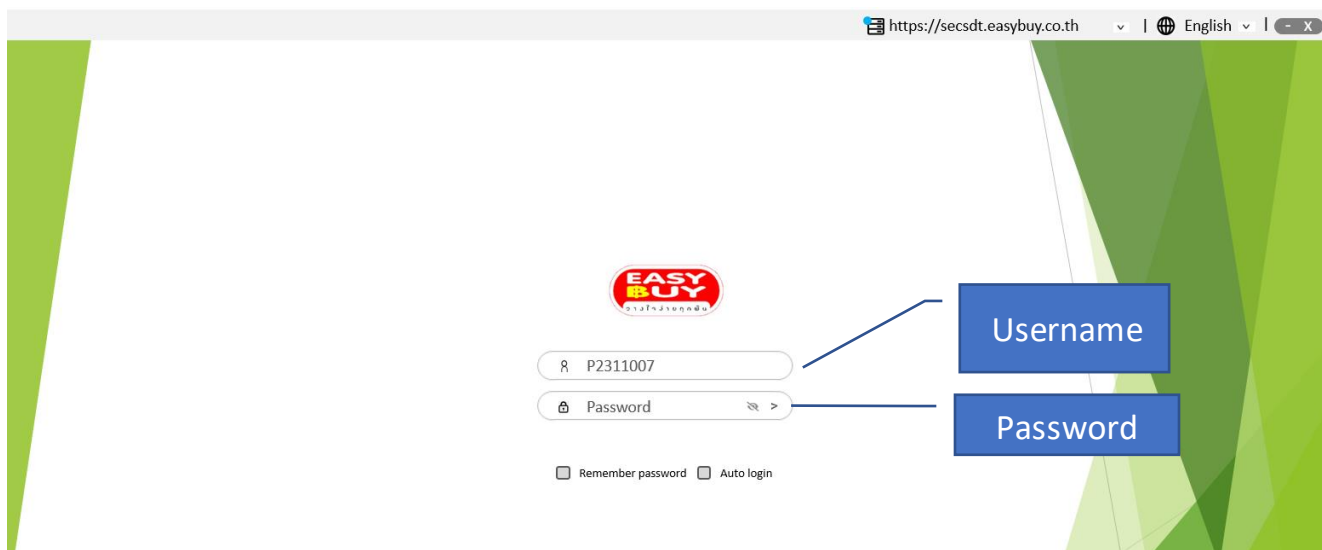 https://secsdt.easybuy.co.th | English | - X
EASY
BUY
Username
P2311007
Password >
Password
Remember password Auto login